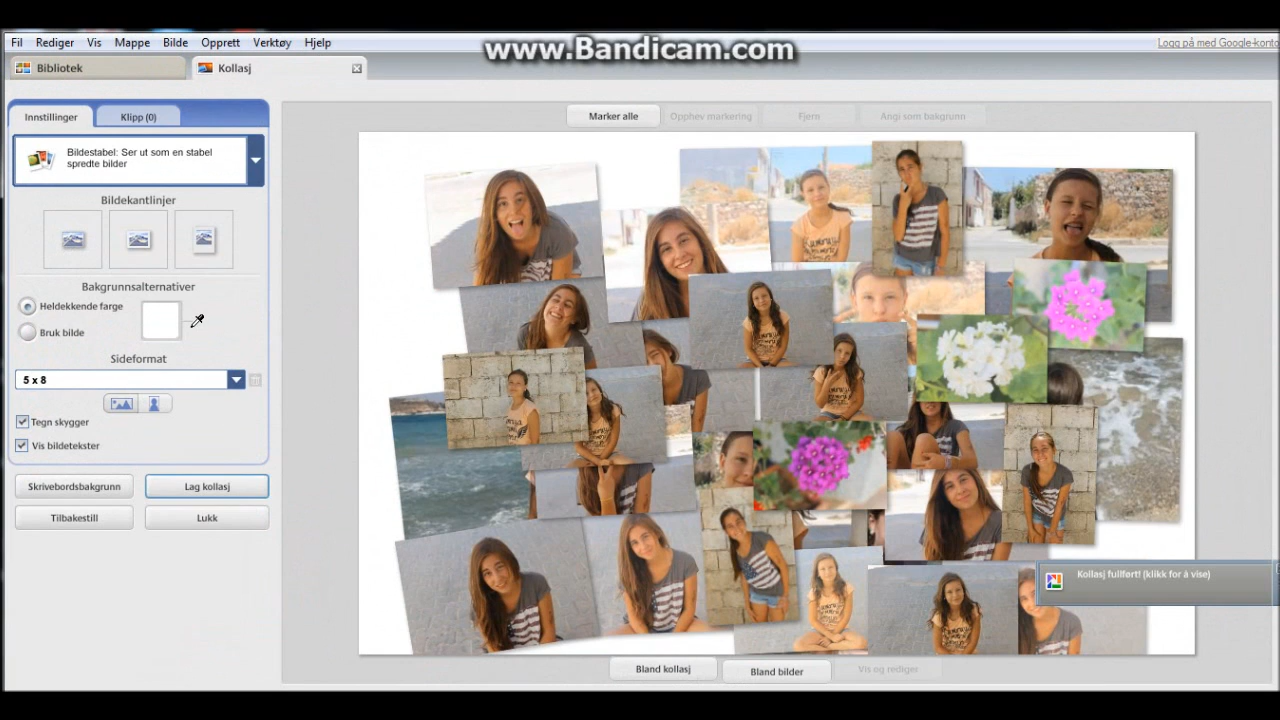 www.Bandicam.com
Fil Rediger Vis Mappe Bilde Opprett Verktøy Hjelp
Logg på med Google-konto
Bibliotek
Kollasj
Innstillinger
Klipp (0)
Marker alle
Opphev markering
Fjern
Angi som bakgrunn
Bildestabel: Ser ut som en stabel
spredte bilder
Bildekantlinjer
Bakgrunnsalternativer
Heldekkende farge
Bruk bilde
Sideformat
5 x 8
Tegn skygger
Vis bildetekster
Skrivebordsbakgrunn
Lag kollasj
Tilbakestill
Lukk
Kollasj fullført! (klikk for å vise)
Bland kollasj
Bland bilder
Vis og rediger